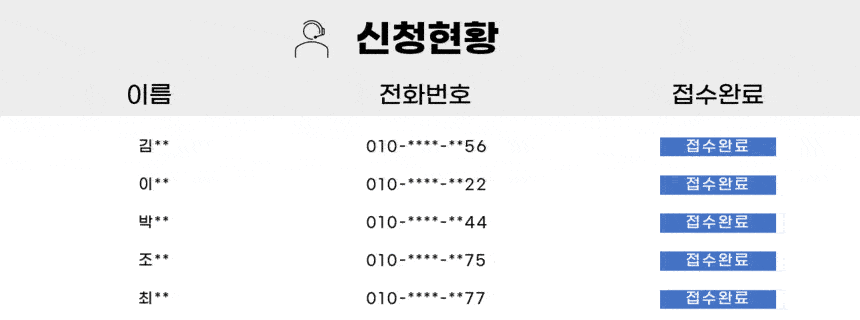 신청현황
이름 전화번호 접수완료
김** 010-****-**56 접수완료
이** 010-****-**22 접수완료
박** 010-****-**44 접수완료
조** 010-****-**75 접수완료
최** 010-****-**77 접수완료